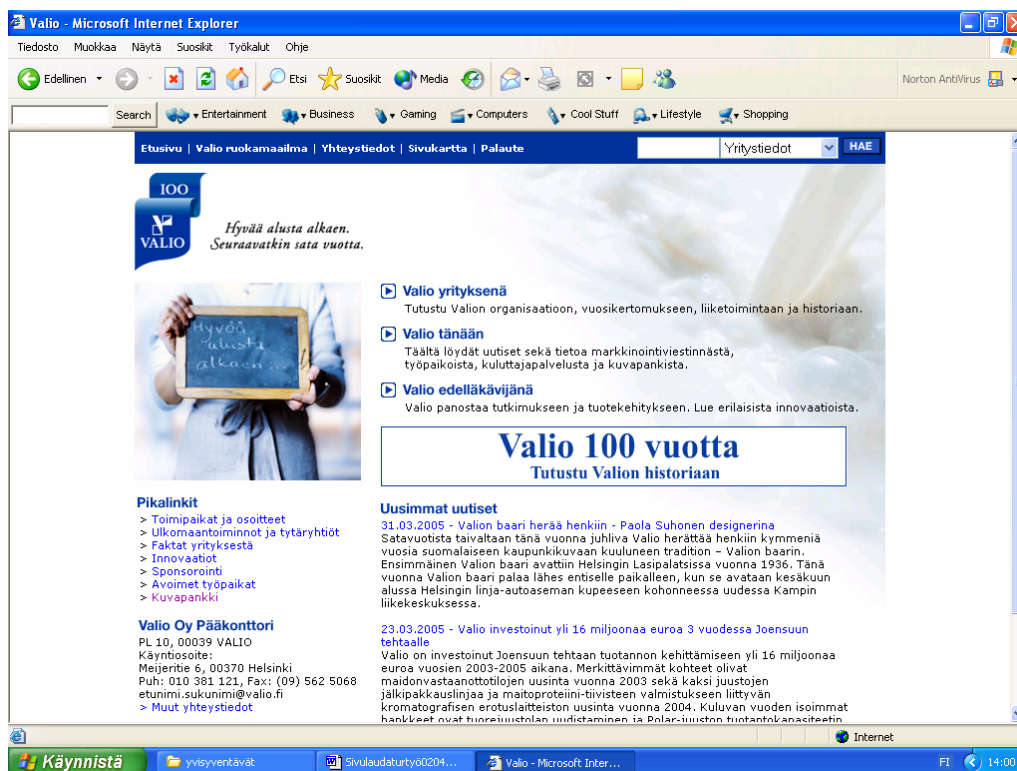 Valio - Microsoft Internet Explorer
Tiedosto Muokkaa Näytä Suosikit Työkalut Ohje
Edellinen Etsi Suosikit Media Norton AntiVirus
Search Entertainment Business Gaming Computers Cool Stuff Lifestyle Shopping
Etusivu | Valio ruokamaailma | Yhteystiedot | Sivukartta | Palaute Yritystiedot HAE
100
VALIO
Hyvää alusta alkaen.
Seuraavatkin sata vuotta.
Hyvää
alusta
alkaen...
Valio yrityksenä
Tutustu Valion organisaatioon, vuosikertomukseen, liiketoimintaan ja historiaan.
Valio tänään
Täältä löydät uutiset sekä tietoa markkinointiviestinnästä,
työpaikoista, kuluttajapalvelusta ja kuvapankista.
Valio edelläkävijänä
Valio panostaa tutkimukseen ja tuotekehitykseen. Lue erilaisista innovaatioista.
Valio 100 vuotta
Tutustu Valion historiaan
Pikalinkit
> Toimipaikat ja osoitteet
> Ulkomaantoiminnot ja tytäryhtiöt
> Faktat yrityksestä
> Innovaatiot
> Sponsorointi
> Avoimet työpaikat
> Kuvapankki
Valio Oy Pääkonttori
PL 10, 00039 VALIO
Käyntiosoite:
Meijeritie 6, 00370 Helsinki
Puh: 010 381 121, Fax: (09) 562 5068
etunimi.sukunimi@valio.fi
> Muut yhteystiedot
Uusimmat uutiset
31.03.2005 - Valion baari herää henkiin - Paola Suhonen designerina
Satavuotista taivaltaan tänä vuonna juhliva Valio herättää henkiin kymmeniä
vuosia suomalaiseen kaupunkikuvaan kuuluneen tradition – Valion baarin.
Ensimmäinen Valion baari avattiin Helsingin Lasipalatsissa vuonna 1936. Tänä
vuonna Valion baari palaa lähes entiselle paikalleen, kun se avataan kesäkuun
alussa Helsingin linja-autoaseman kupeeseen kohonneessa uudessa Kampin
liikekeskuksessa.
23.03.2005 - Valio investoinut yli 16 miljoonaa euroa 3 vuodessa Joensuun
tehtaalle
Valio on investoinut Joensuun tehtaan tuotannon kehittämiseen yli 16 miljoonaa
euroa vuosien 2003-2005 aikana. Merkittävimmät kohteet olivat
maidonvastaanottotilojen uusinta vuonna 2003 sekä kaksi juustojen
jälkipakkauslinjaa ja maitoproteiini-tiivisteen valmistukseen liittyvän
kromatografisen erotuslaitteiston uusinta vuonna 2004. Kuluvan vuoden isoimmat
hankkeet ovat tuorejuustolan uudistaminen ja Polar-juuston tuotantokapasiteetin
Internet
Käynnistä yvisyventävät Sivulaudaturtyö0204... Valio - Microsoft Inter... FI 14:00